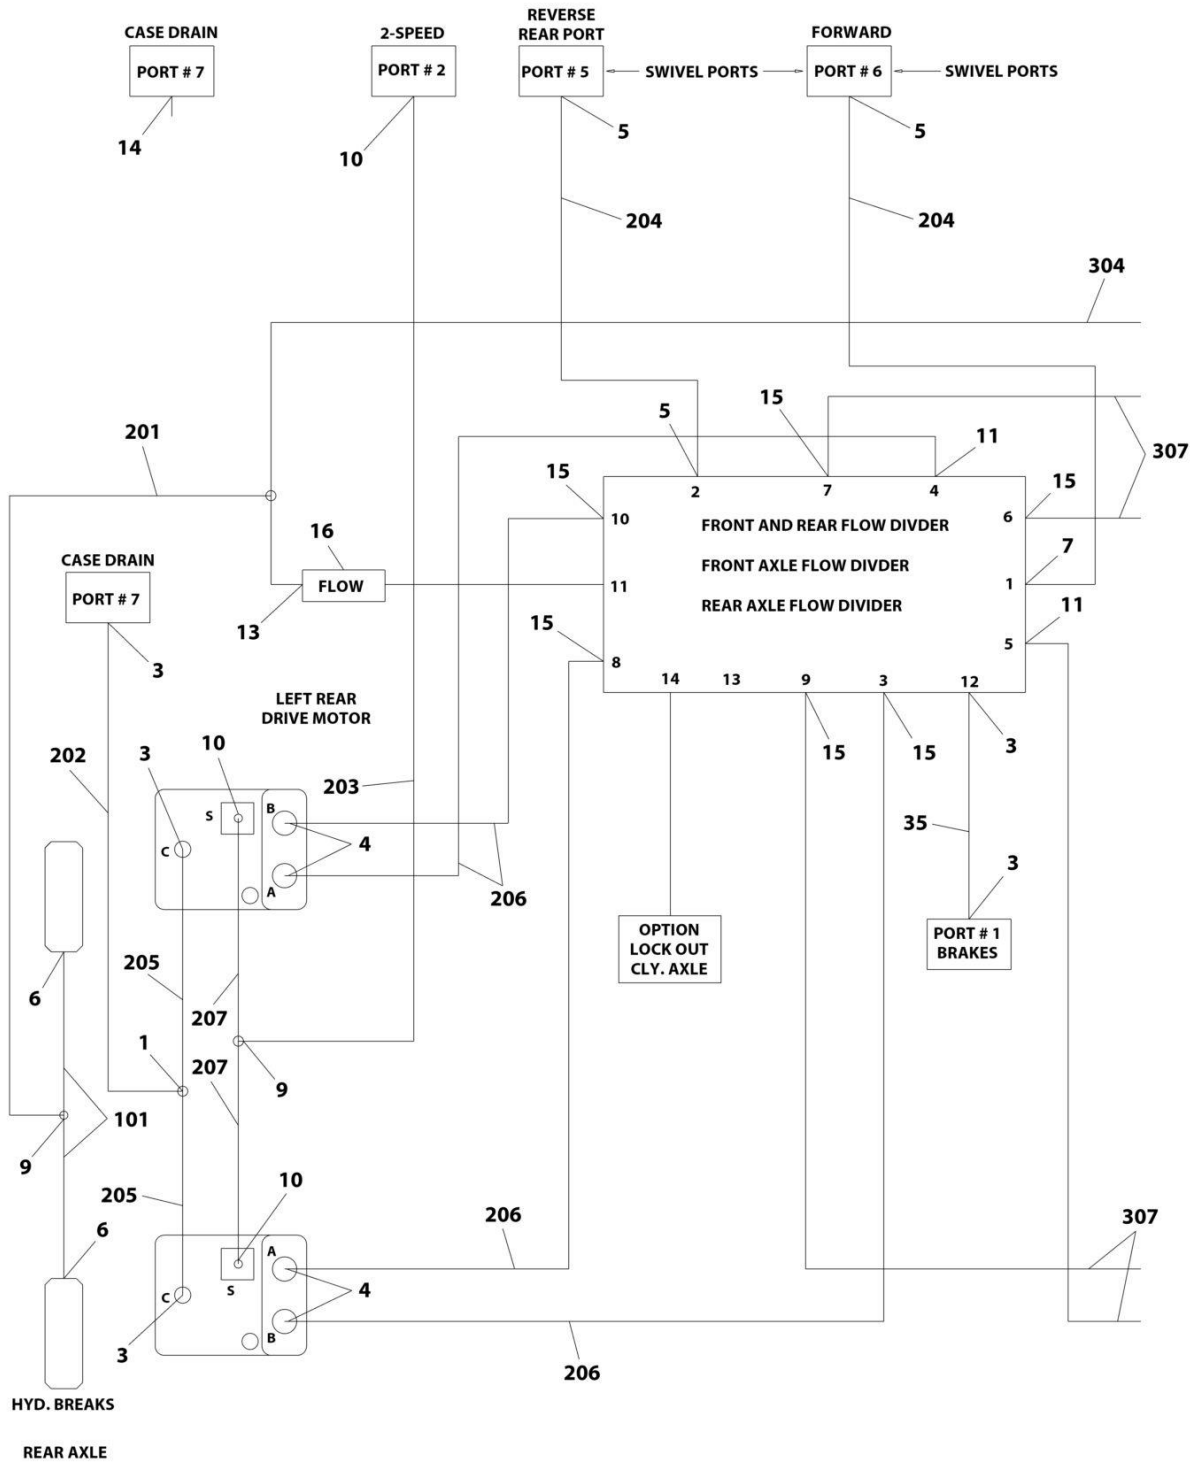 REVERSE
CASE DRAIN
2-SPEED
REAR PORT
FORWARD
PORT # 7
PORT # 2
PORT # 5
SWIVEL PORTS
PORT # 6
SWIVEL PORTS
14
10
5
5
204
204
304
201
5
15
11
307
15
2
7
4
15
10
6
16
FRONT AND REAR FLOW DIVDER
7
CASE DRAIN
FLOW
11
FRONT AXLE FLOW DIVDER
1
PORT # 7
REAR AXLE FLOW DIVIDER
11
13
15
5
3
8
14
13
9
3
12
LEFT REAR
DRIVE MOTOR
202
3
10
203
15
15
3
S
B
35
C
4
A
206
3
OPTION
LOCK OUT
CLY. AXLE
PORT # 1
BRAKES
205
6
207
1
207
9
101
9
205
10
206
307
6
A
C
S
4
B
3
206
HYD. BREAKS
REAR AXLE